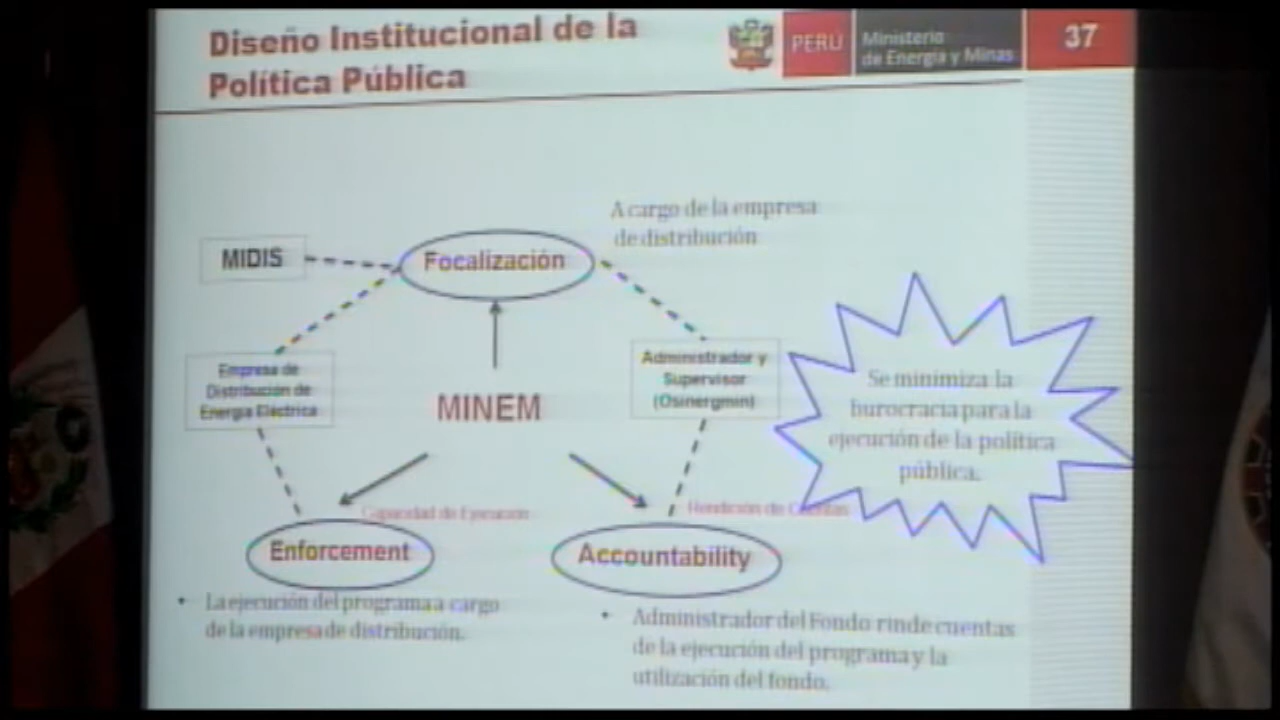 Diseño Institucional de la
Política Pública
PERÚ
Ministerio
de Energía y Minas
37
A cargo de la empresa
de distribución
MIDIS
Focalización
Empresa de
Distribución de
Energía Eléctrica
MINEM
Administrador y
Supervisor
(Osinergmin)
Se minimiza la
burocracia para la
ejecución de la política
pública.
Capacidad de Ejecución
Rendición de Cuentas
Enforcement
Accountability
• La ejecución del programa a cargo
de la empresa de distribución.
• Administrador del Fondo rinde cuentas
de la ejecución del programa y la
utilización del fondo.